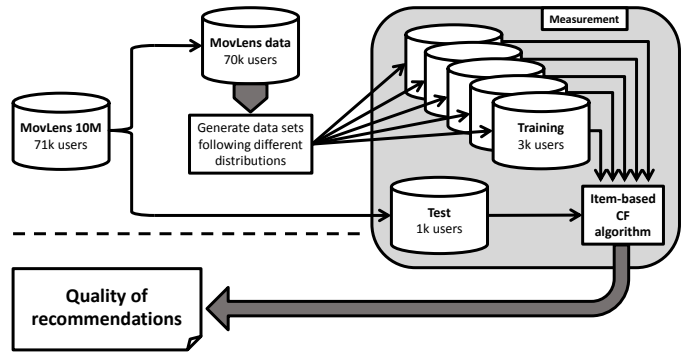 Measurement
MovLens data
70k users
MovLens 10M
71k users
Generate data sets
following different
distributions
Training
3k users
Test
1k users
Item-based
CF
algorithm
Quality of
recommendations